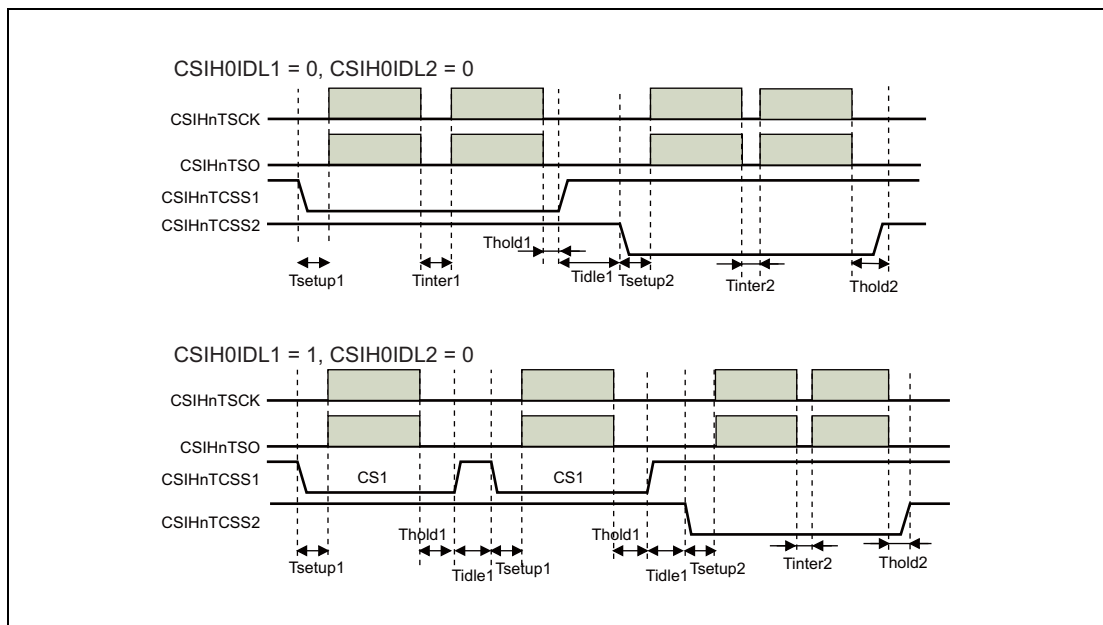 CSIH0IDL1 = 0, CSIH0IDL2 = 0
CSIHnTSCK
CSIHnTSO
CSIHnTCSS1
CSIHnTCSS2
Thold1
Tsetup1
Tinter1
Tidle1
Tsetup2
Tinter2
Thold2
CSIH0IDL1 = 1, CSIH0IDL2 = 0
CSIHnTSCK
CSIHnTSO
CSIHnTCSS1
CS1
CS1
CSIHnTCSS2
Thold1
Thold1
Tsetup1
Tidle1
Tsetup1
Tidle1
Tsetup2
Tinter2
Thold2